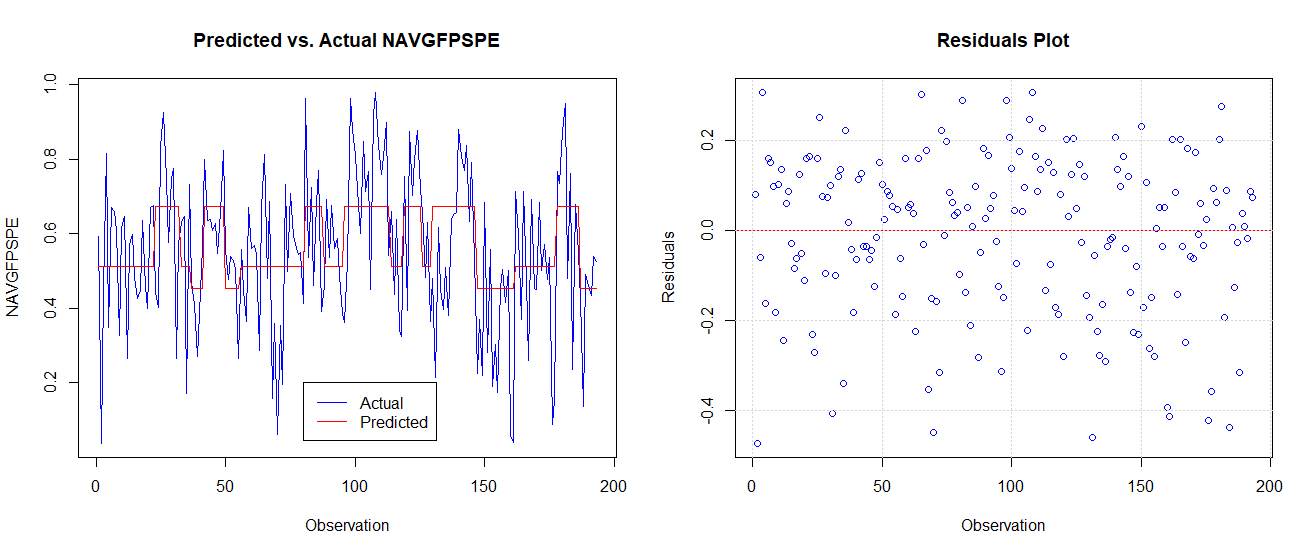 Predicted vs. Actual NAVGFPSPE
NAVGFPSPE
1.0
0.8
0.6
0.4
0.2
Actual
Predicted
0 50 100 150 200
Observation
Residuals Plot
Residuals
0.2
0.0
-0.2
-0.4
0 50 100 150 200
Observation